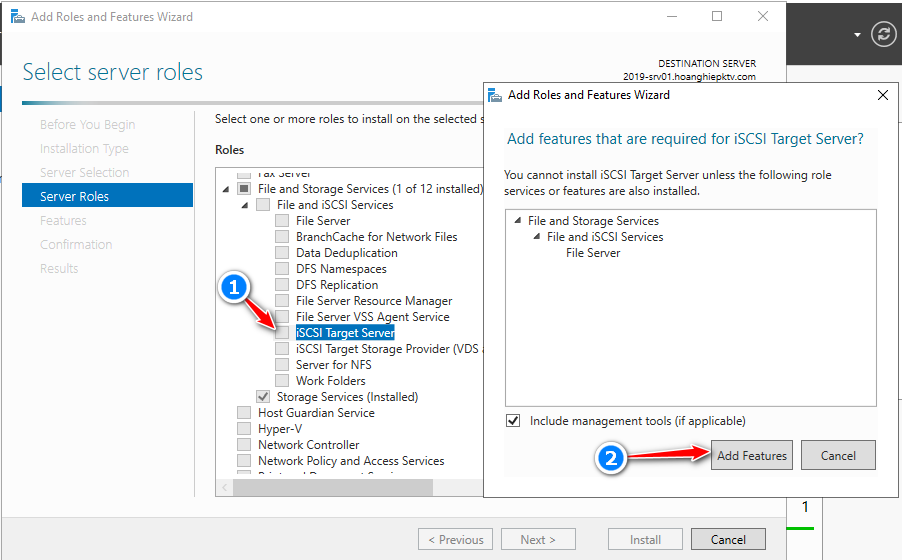 Add Roles and Features Wizard
Select server roles
DESTINATION SERVER
2019-srv01.hoanghiepktv.com
Before You Begin
Installation Type
Server Selection
Server Roles
Features
Confirmation
Results
Select one or more roles to install on the selected s
Roles
Fax Server
File and Storage Services (1 of 12 installed)
File and iSCSI Services
File Server
BranchCache for Network Files
Data Deduplication
DFS Namespaces
DFS Replication
File Server Resource Manager
File Server VSS Agent Service
1
iSCSI Target Server
iSCSI Target Storage Provider (VDS a
Server for NFS
Work Folders
Storage Services (Installed)
Host Guardian Service
Hyper-V
Network Controller
Network Policy and Access Services
< Previous
Next >
Install
Cancel
Add Roles and Features Wizard
Add features that are required for iSCSI Target Server?
You cannot install iSCSI Target Server unless the following role
services or features are also installed.
File and Storage Services
File and iSCSI Services
File Server
Include management tools (if applicable)
2
Add Features
Cancel
1